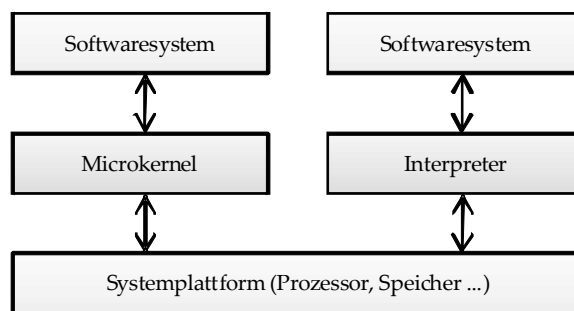 Softwaresystem
Softwaresystem
Microkernel
Interpreter
Systemplattform (Prozessor, Speicher ...)